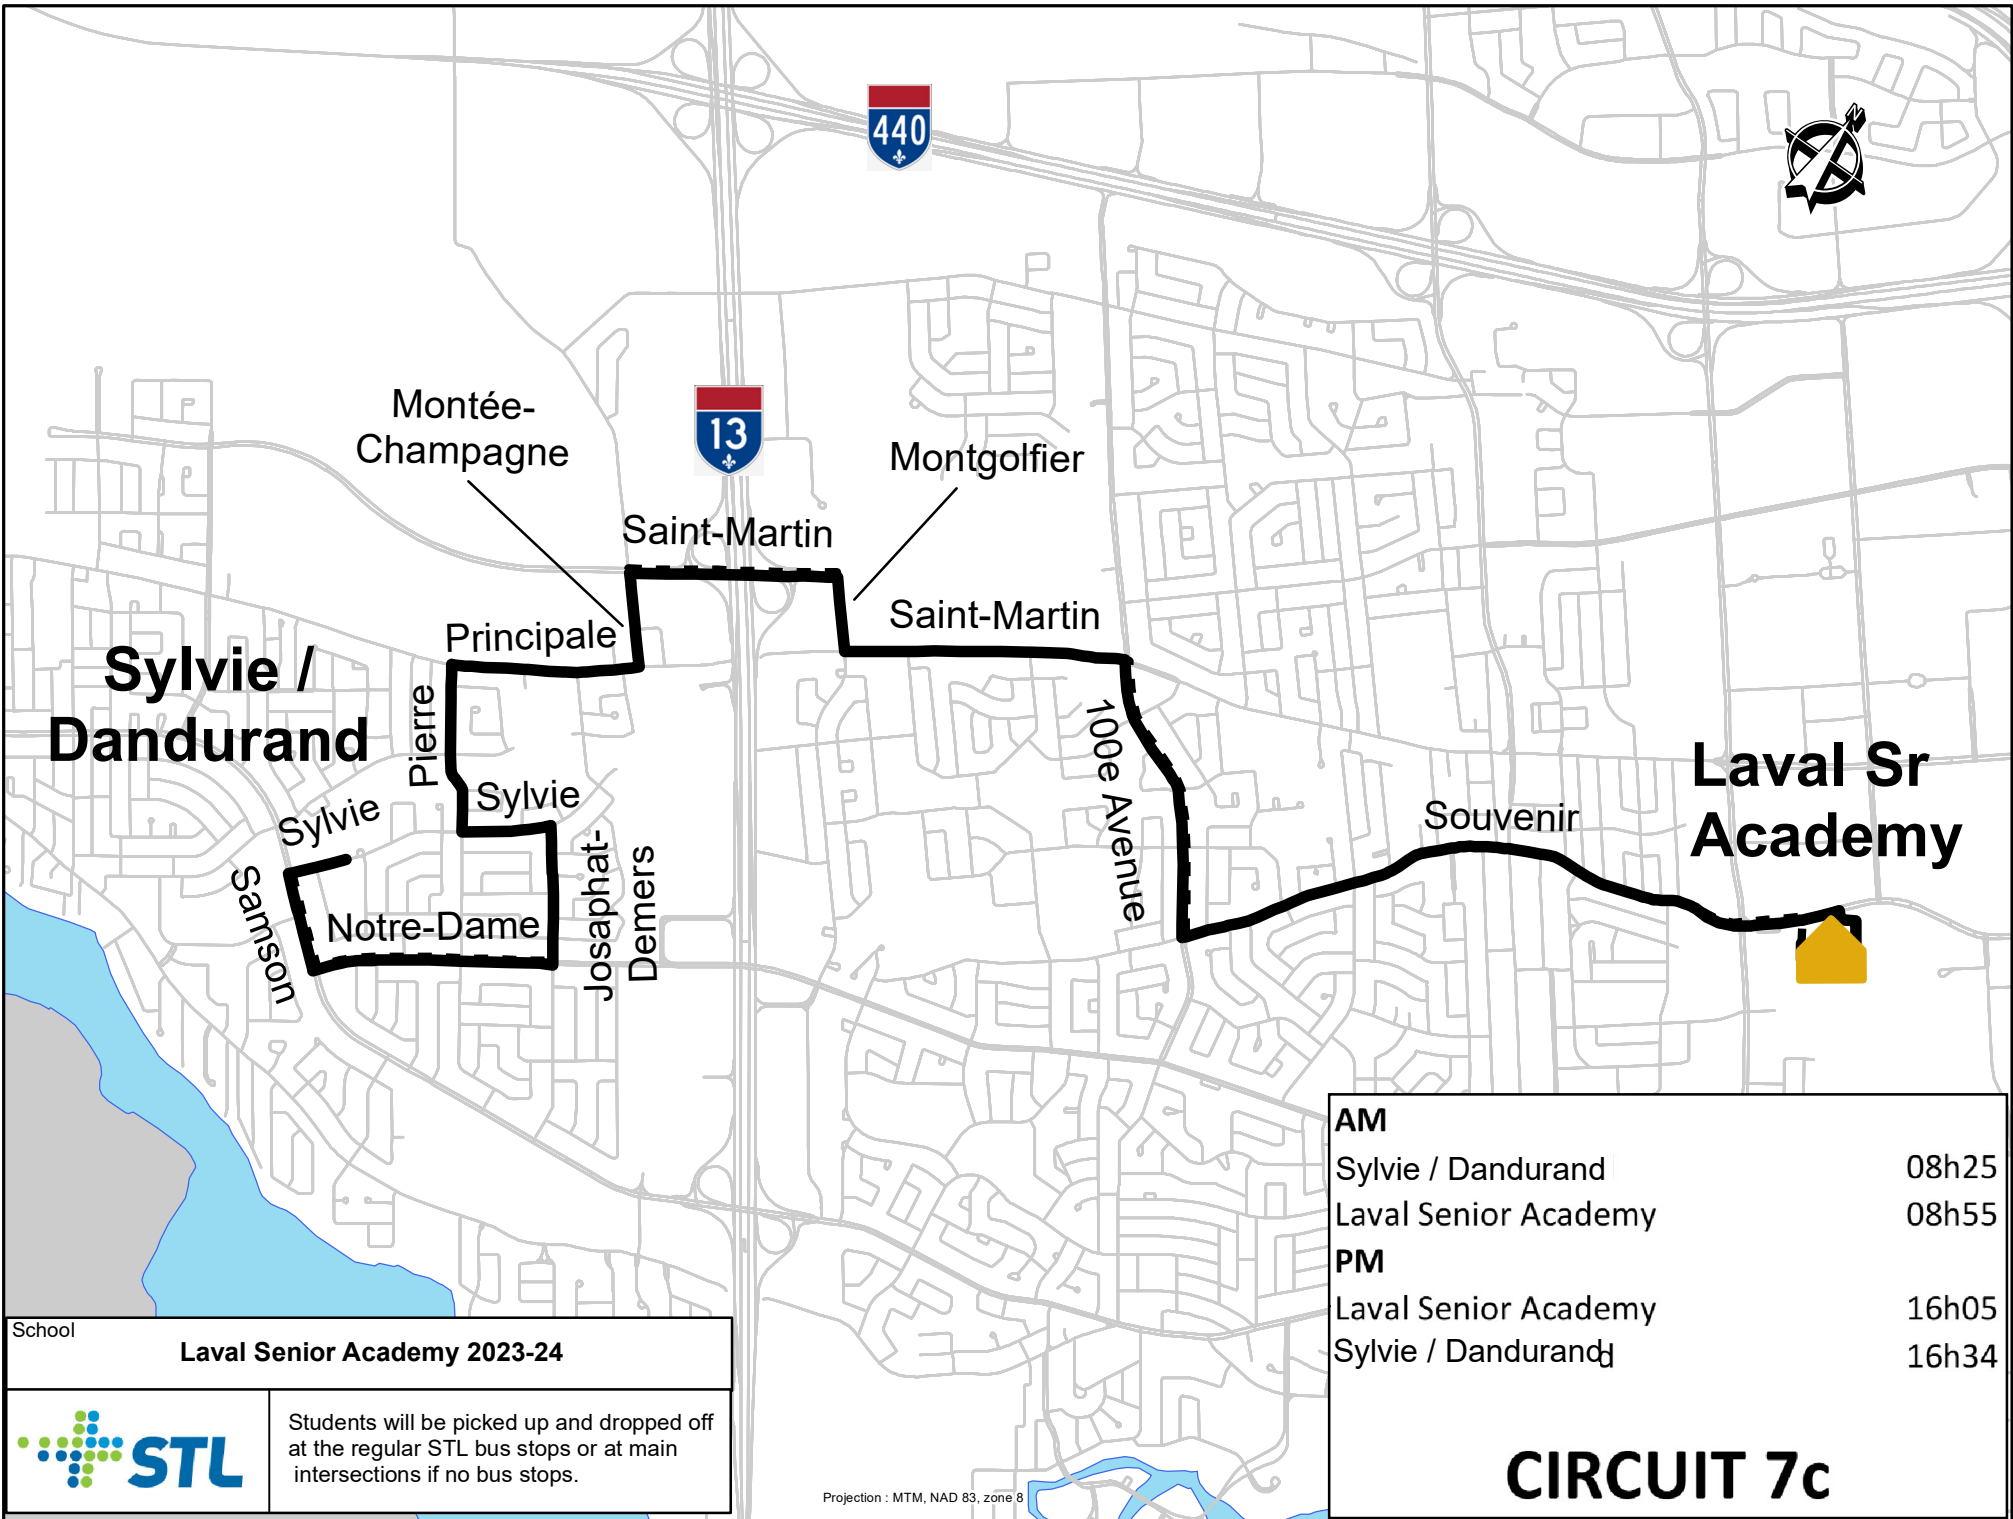 440
N
Montée-
Champagne
13
Montgolfier
Saint-Martin
Saint-Martin
Principale
Sylvie /
Dandurand
Pierre
100e Avenue
Laval Sr
Academy
Sylvie
Sylvie
Souvenir
Samson
Notre-Dame
Josaphat-
Demers
AM
Sylvie / Dandurand 08h25
Laval Senior Academy 08h55
PM
Laval Senior Academy 16h05
Sylvie / Dandurandd 16h34
CIRCUIT 7c
School
Laval Senior Academy 2023-24
STL
Students will be picked up and dropped off
at the regular STL bus stops or at main
intersections if no bus stops.
Projection : MTM, NAD 83, zone 8